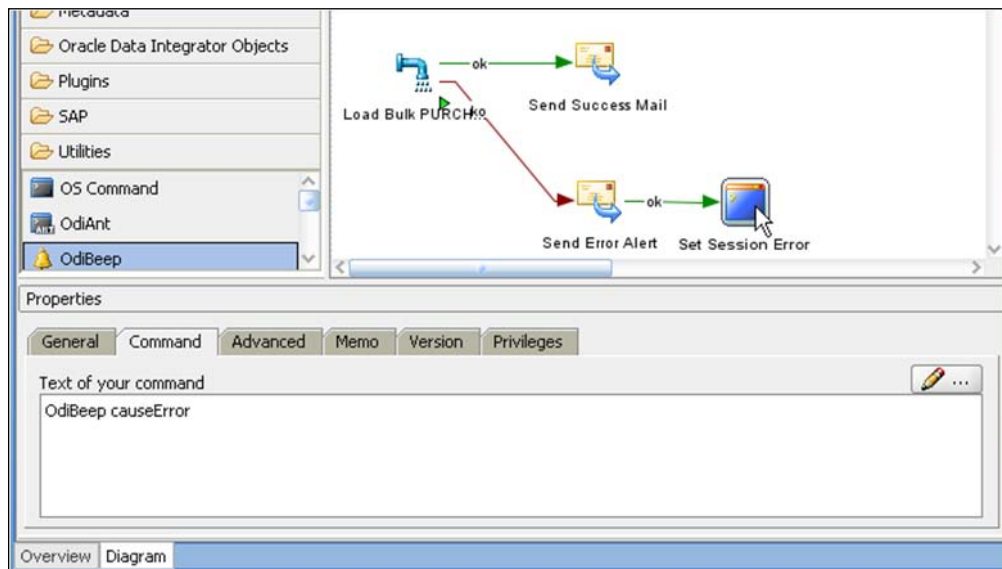 Metadata
Oracle Data Integrator Objects
Plugins
SAP
Utilities
OS Command
OdiAnt
OdiBeep
ok
Load Bulk PURCH
Send Success Mail
ok
Send Error Alert
Set Session Error
Properties
General Command Advanced Memo Version Privileges
Text of your command
...
OdiBeep causeError
Overview Diagram